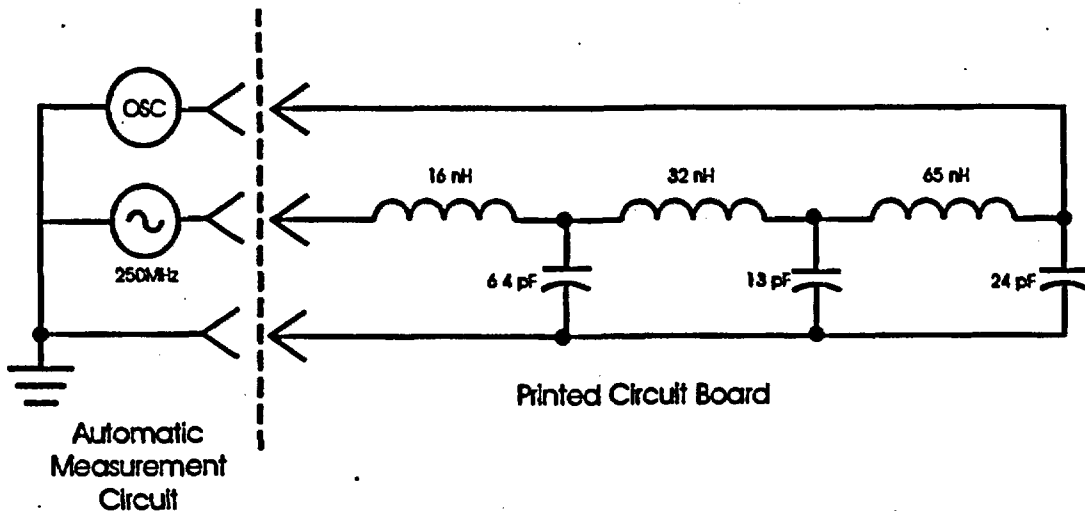 OSC
16 nH
32 nH
65 nH
250MHz
6.4 pF
13 pF
24 pF
Printed Circuit Board
Automatic
Measurement
Circuit